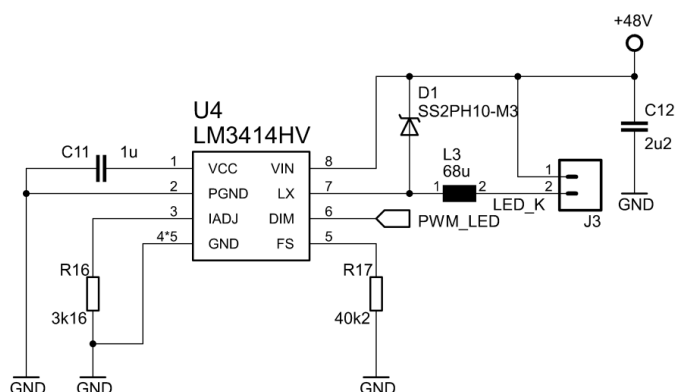 +48V
D1
SS2PH10-M3
C12
2u2
GND
U4
LM3414HV
C11 1u
1 VCC VIN 8
2 PGND LX 7
3 IADJ DIM 6
4*5 GND FS 5
L3
68u
1 2
LED_K
1
2
J3
PWM_LED
R16
3k16
R17
40k2
GND GND GND